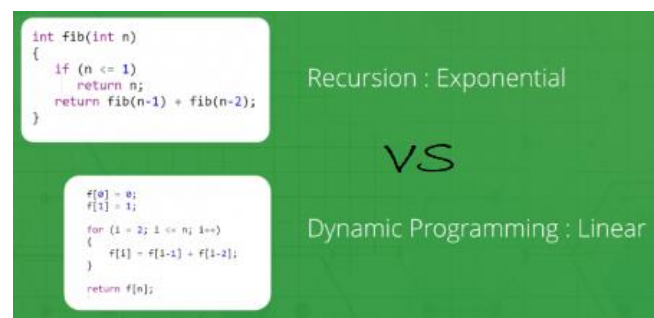 int fib(int n)
{
if (n <= 1)
return n;
return fib(n-1) + fib(n-2);
}
Recursion : Exponential
VS
f[0] = 0;
f[1] = 1;
for (i = 2; i <= n; i++)
{
f[i] = f[i-1] + f[i-2];
}
return f[n];
Dynamic Programming : Linear